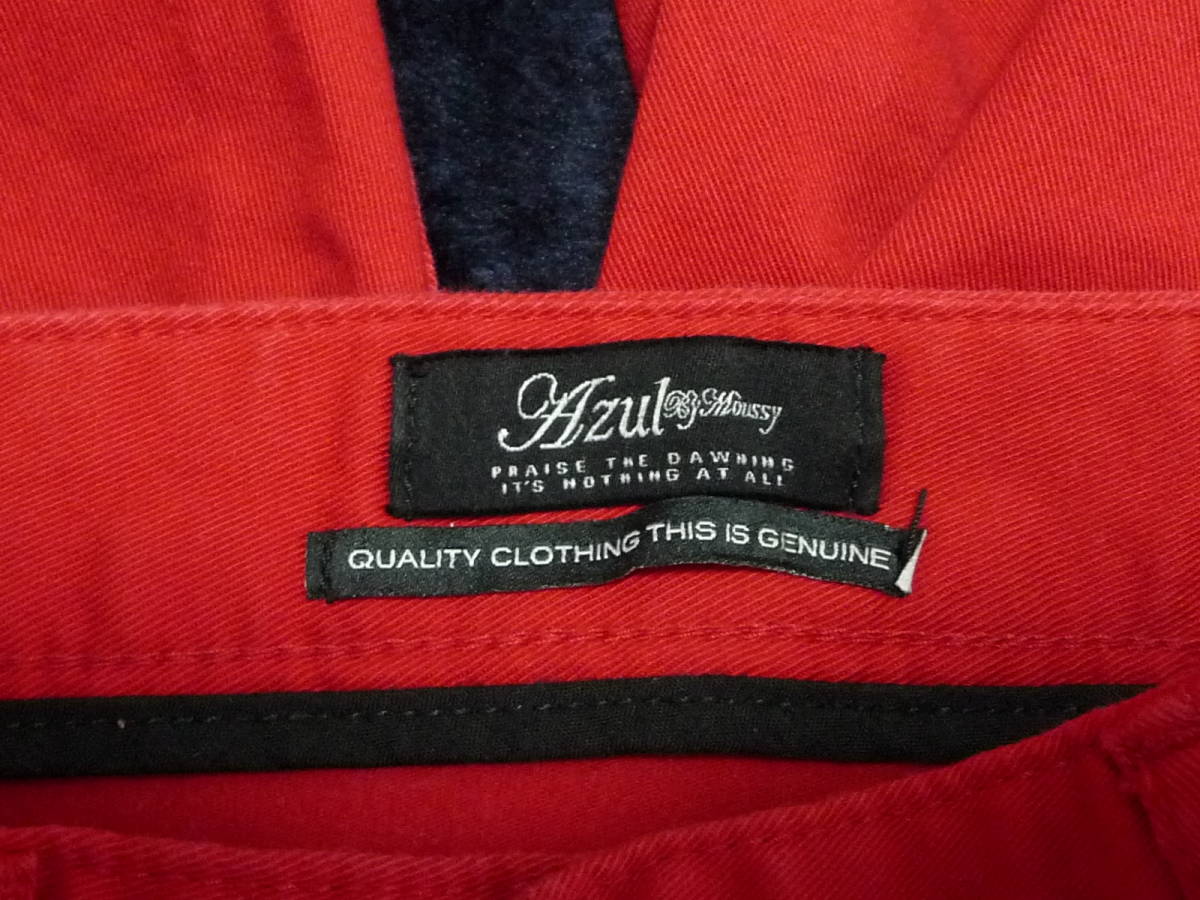 Azul By Moussy
PRAISE THE DAWNING
IT'S NOTHING AT ALL
QUALITY CLOTHING THIS IS GENUINE